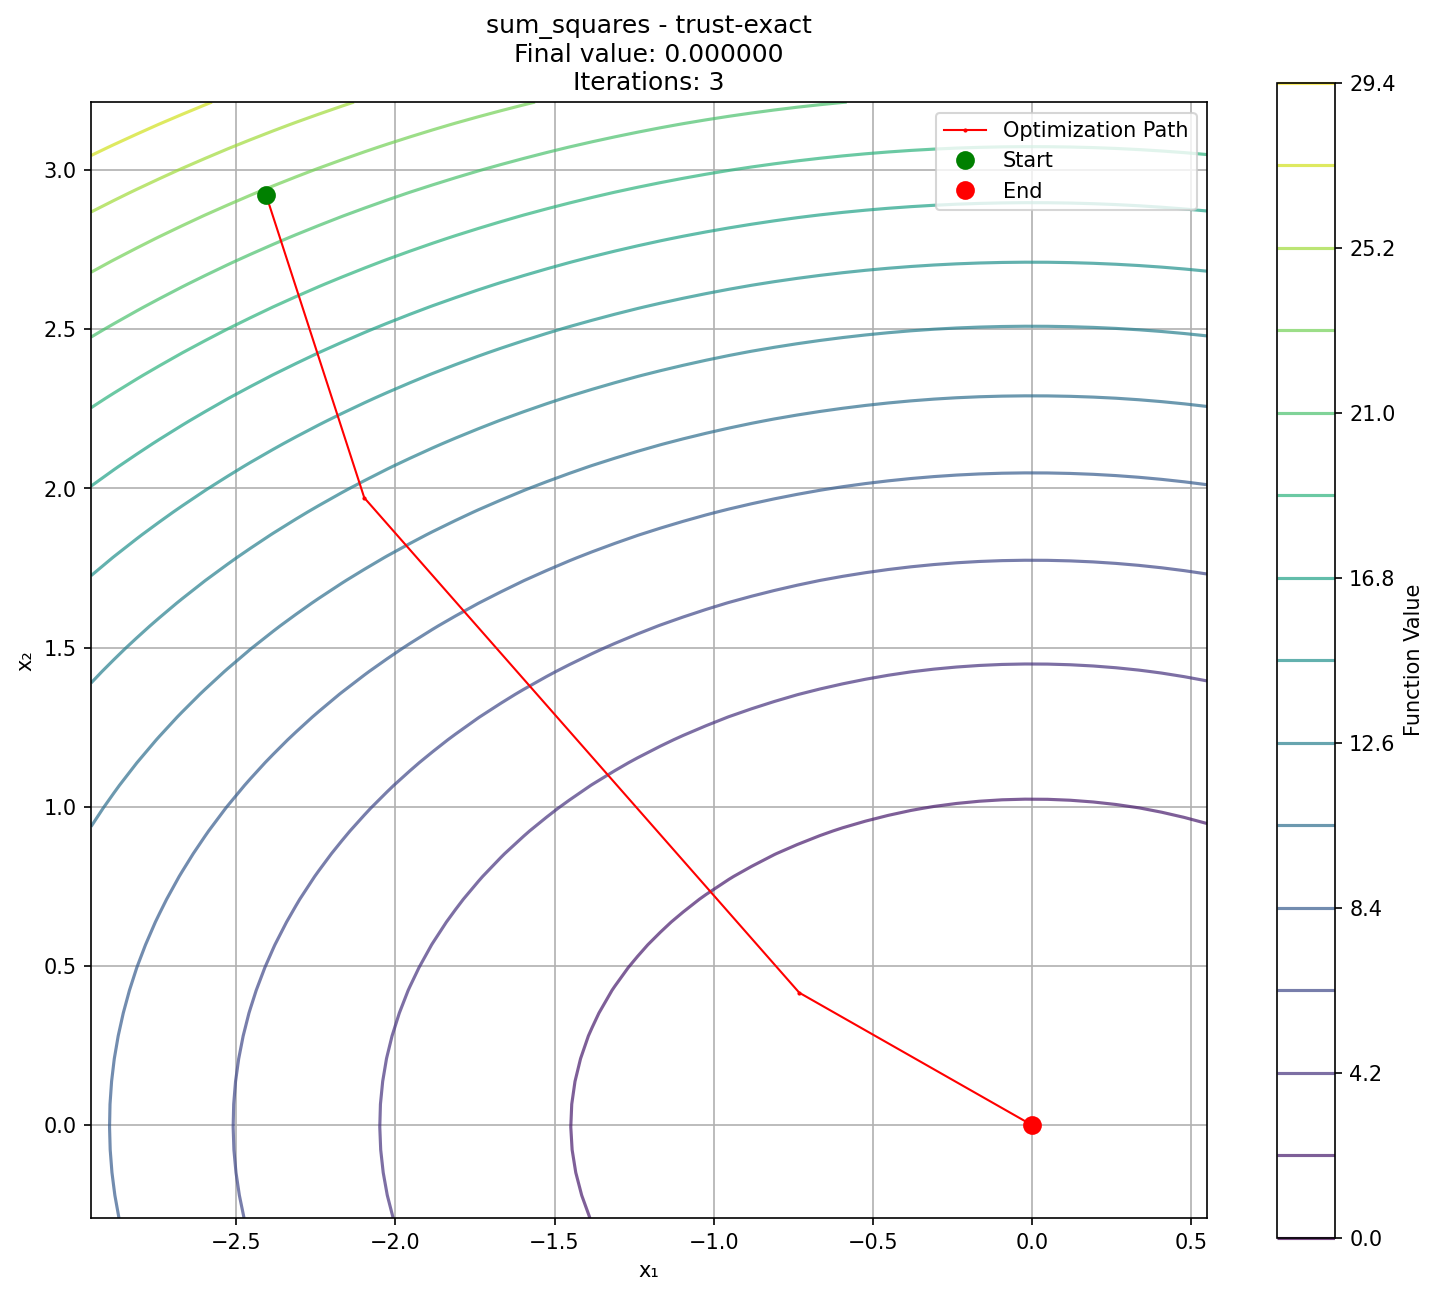 sum_squares - trust-exact
Final value: 0.000000
Iterations: 3
Optimization Path
Start
End
3.0
2.5
2.0
1.5
1.0
0.5
0.0
x₂
−2.5
−2.0
−1.5
−1.0
−0.5
0.0
0.5
x₁
29.4
25.2
21.0
16.8
12.6
8.4
4.2
0.0
Function Value